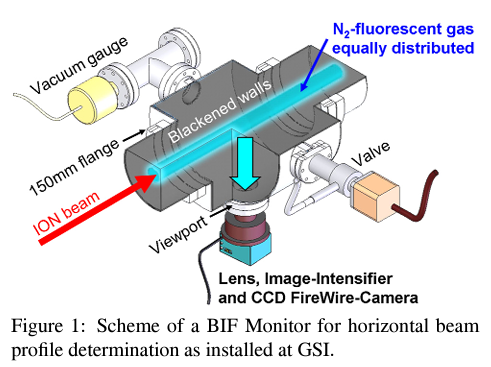 N2-fluorescent gas
equally distributed
Vacuum gauge
Blackened walls
150mm flange
ION beam
Valve
Viewport
Lens, Image-Intensifier
and CCD FireWire-Camera
Figure 1: Scheme of a BIF Monitor for horizontal beam
profile determination as installed at GSI.